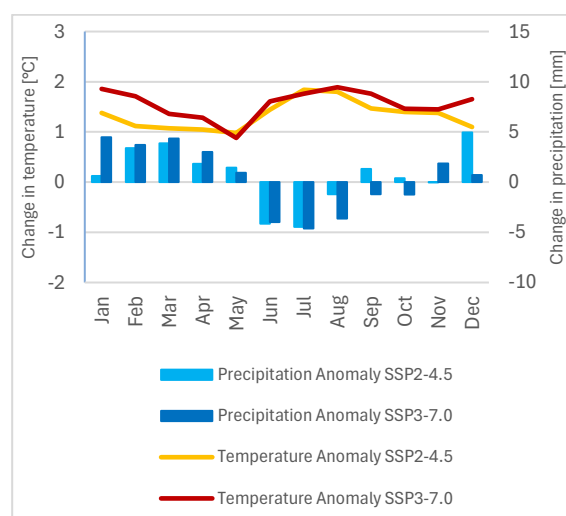 Change in temperature [°C]
3
2
1
0
-1
-2
Change in precipitation [mm]
15
10
5
0
-5
-10
Jan
Feb
Mar
Apr
May
Jun
Jul
Aug
Sep
Oct
Nov
Dec
Precipitation Anomaly SSP2-4.5
Precipitation Anomaly SSP3-7.0
Temperature Anomaly SSP2-4.5
Temperature Anomaly SSP3-7.0